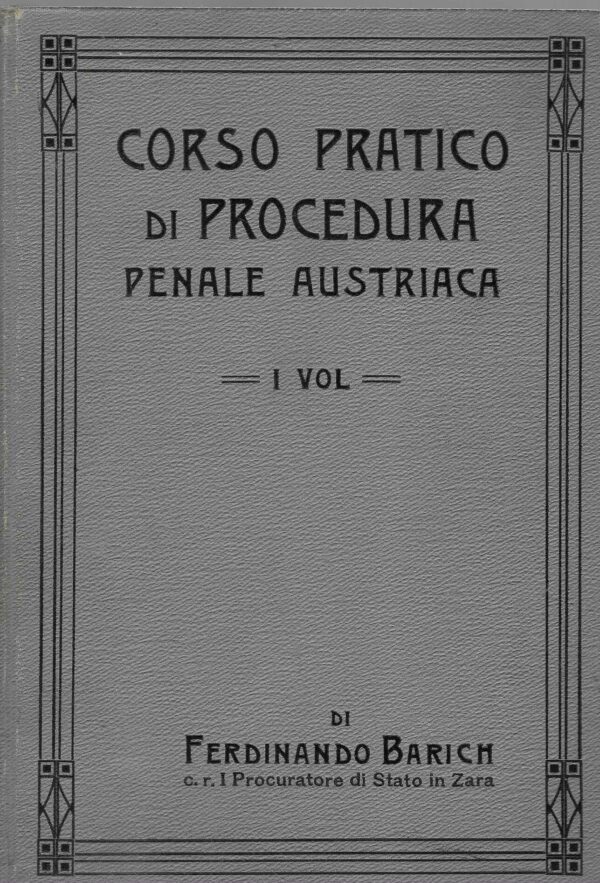 CORSO PRATICO
DI PROCEDURA
PENALE AUSTRIACA
I VOL
DI
FERDINANDO BARICH
c. r. I Procuratore di Stato in Zara